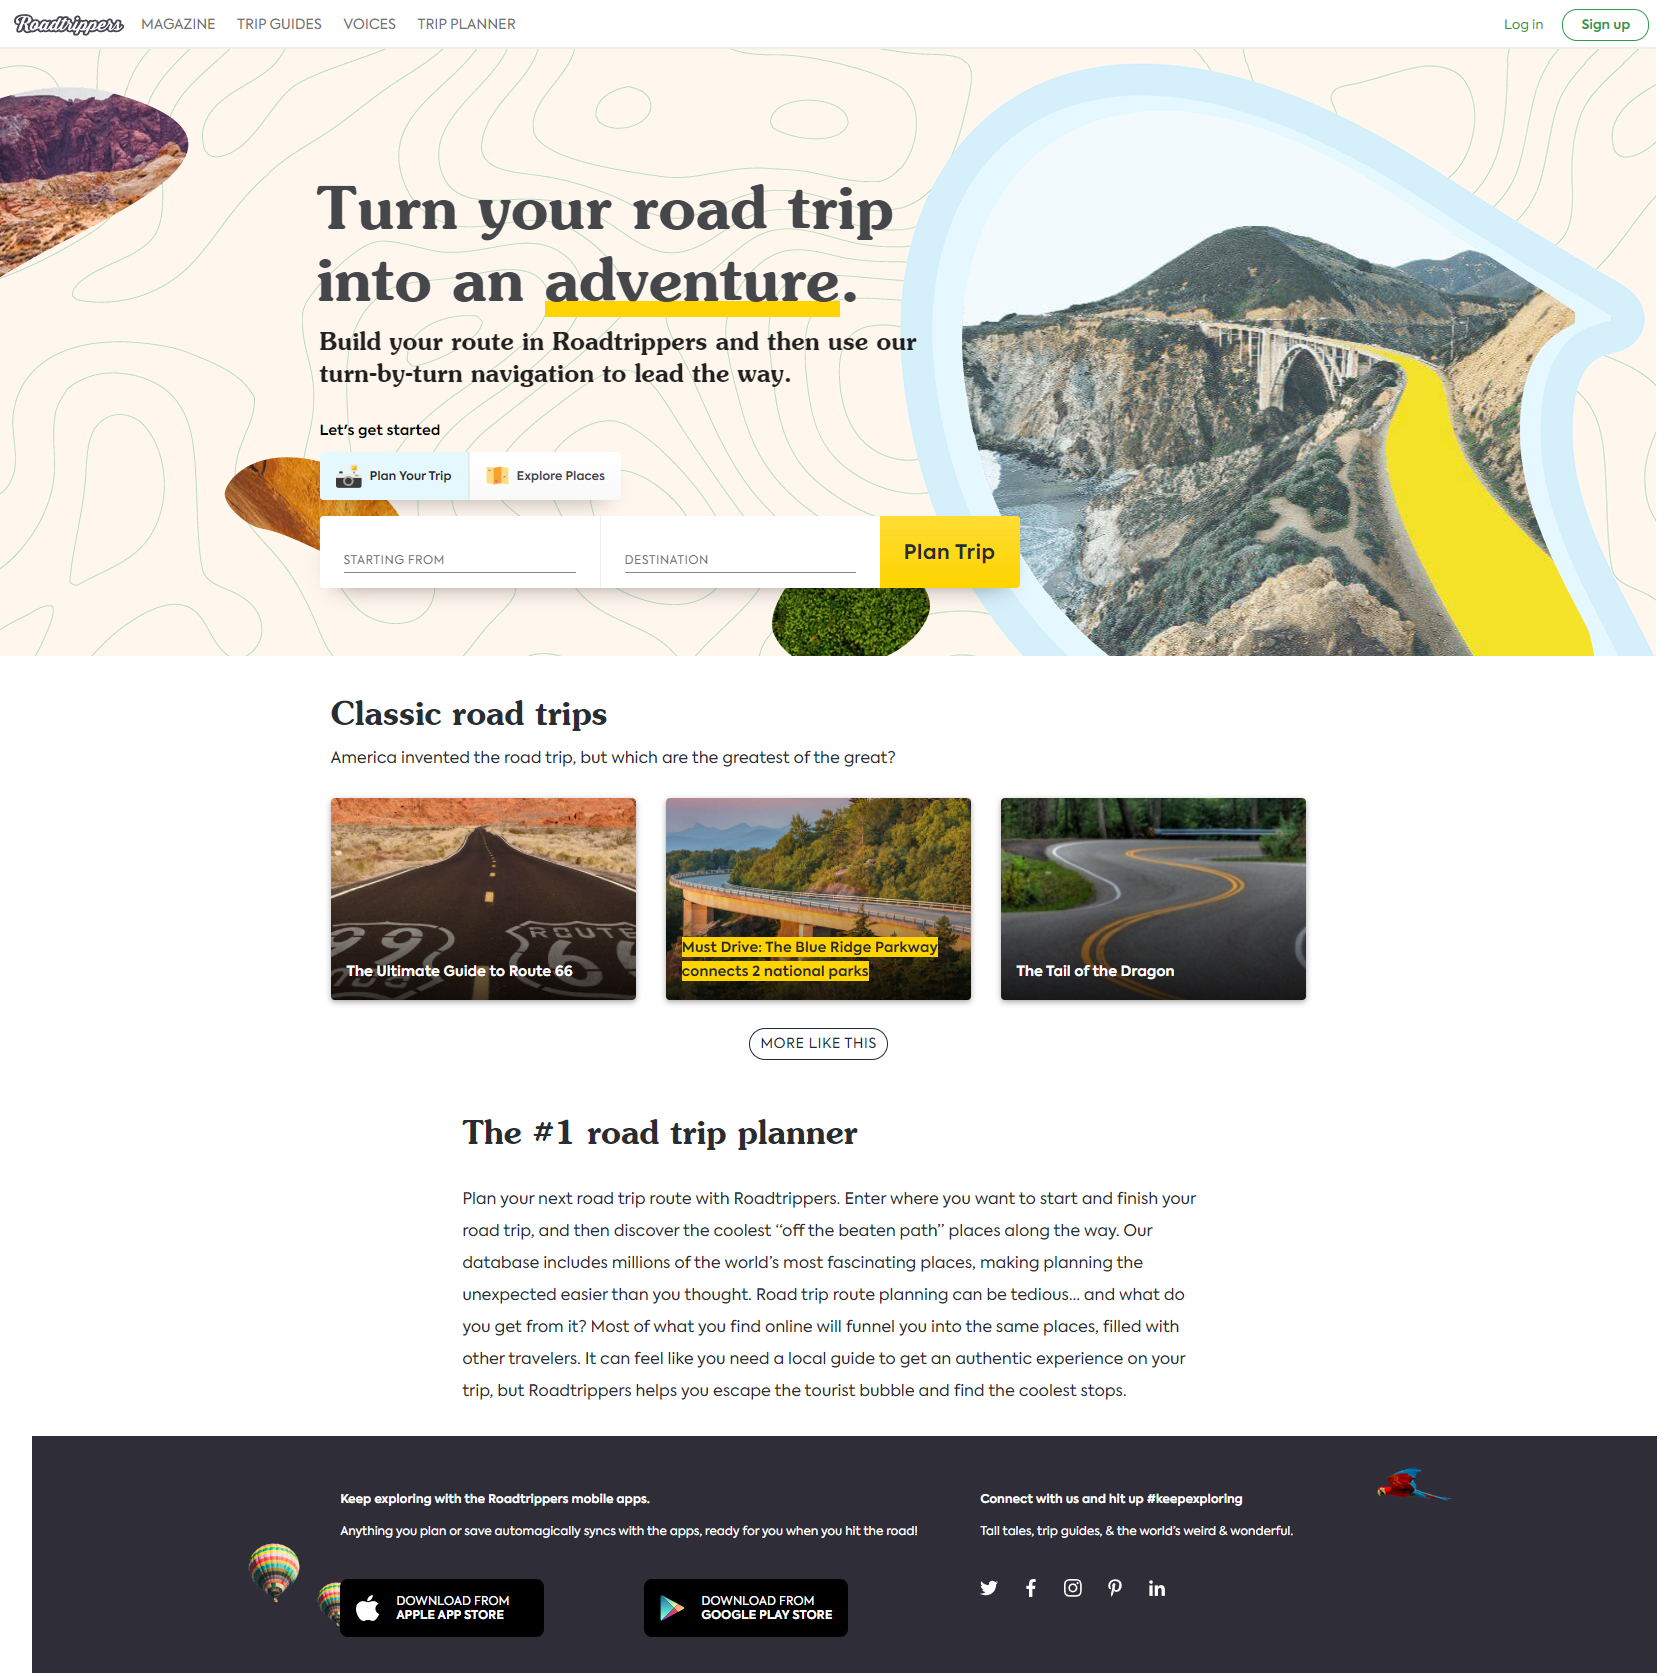 Roadtrippers
MAGAZINE
TRIP GUIDES
VOICES
TRIP PLANNER
Log in
Sign up
Turn your road trip
into an adventure.
Build your route in Roadtrippers and then use our
turn-by-turn navigation to lead the way.
Let's get started
Plan Your Trip
Explore Places
STARTING FROM
DESTINATION
Plan Trip
Classic road trips
America invented the road trip, but which are the greatest of the great?
ROUTE
66
The Ultimate Guide to Route 66
Must Drive: The Blue Ridge Parkway
connects 2 national parks
The Tail of the Dragon
MORE LIKE THIS
The #1 road trip planner
Plan your next road trip route with Roadtrippers. Enter where you want to start and finish your
road trip, and then discover the coolest “off the beaten path” places along the way. Our
database includes millions of the world’s most fascinating places, making planning the
unexpected easier than you thought. Road trip route planning can be tedious… and what do
you get from it? Most of what you find online will funnel you into the same places, filled with
other travelers. It can feel like you need a local guide to get an authentic experience on your
trip, but Roadtrippers helps you escape the tourist bubble and find the coolest stops.
Keep exploring with the Roadtrippers mobile apps.
Anything you plan or save automagically syncs with the apps, ready for you when you hit the road!
DOWNLOAD FROM
APPLE APP STORE
DOWNLOAD FROM
GOOGLE PLAY STORE
Connect with us and hit up #keepexploring
Tall tales, trip guides, & the world's weird & wonderful.